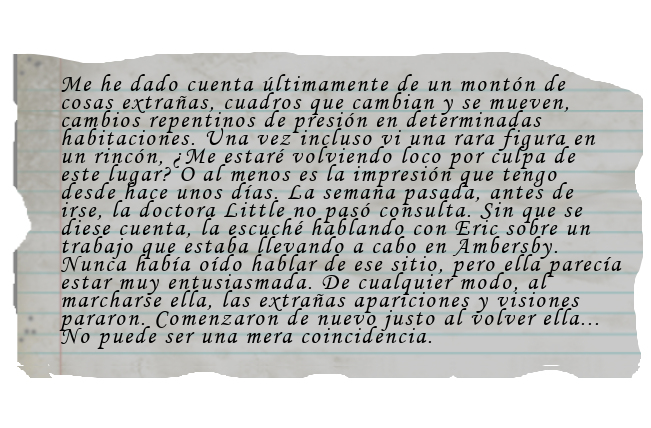 Me he dado cuenta últimamente de un montón de
cosas extrañas, cuadros que cambian y se mueven,
cambios repentinos de presión en determinadas
habitaciones. Una vez incluso vi una rara figura en
un rincón, ¿Me estaré volviendo loco por culpa de
este lugar? O al menos es la impresión que tengo
desde hace unos días. La semana pasada, antes de
irse, la doctora Little no pasó consulta. Sin que se
diese cuenta, la escuché hablando con Eric sobre un
trabajo que estaba llevando a cabo en Ambersby.
Nunca había oído hablar de ese sitio, pero ella parecía
estar muy entusiasmada. De cualquier modo, al
marcharse ella, las extrañas apariciones y visiones
pararon. Comenzaron de nuevo justo al volver ella...
No puede ser una mera coincidencia.